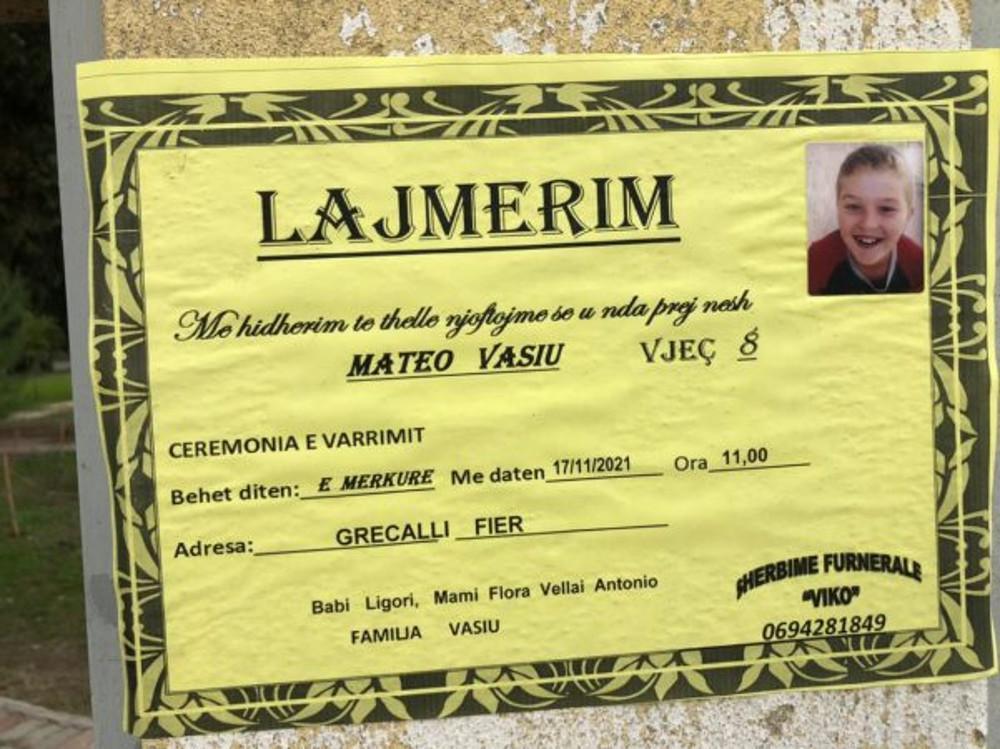 LAJMERIM
Me hidherim te thelle njoftojme se u nda prej nesh
MATEO VASIU VJEÇ 8
CEREMONIA E VARRIMIT
Behet diten: E MERKURE Me daten 17/11/2021 Ora 11,00
Adresa: GRECALLI FIER
Babi Ligori, Mami Flora Vellai Antonio
FAMILJA VASIU
SHERBIME FURNERALE
"VIKO"
0694281849